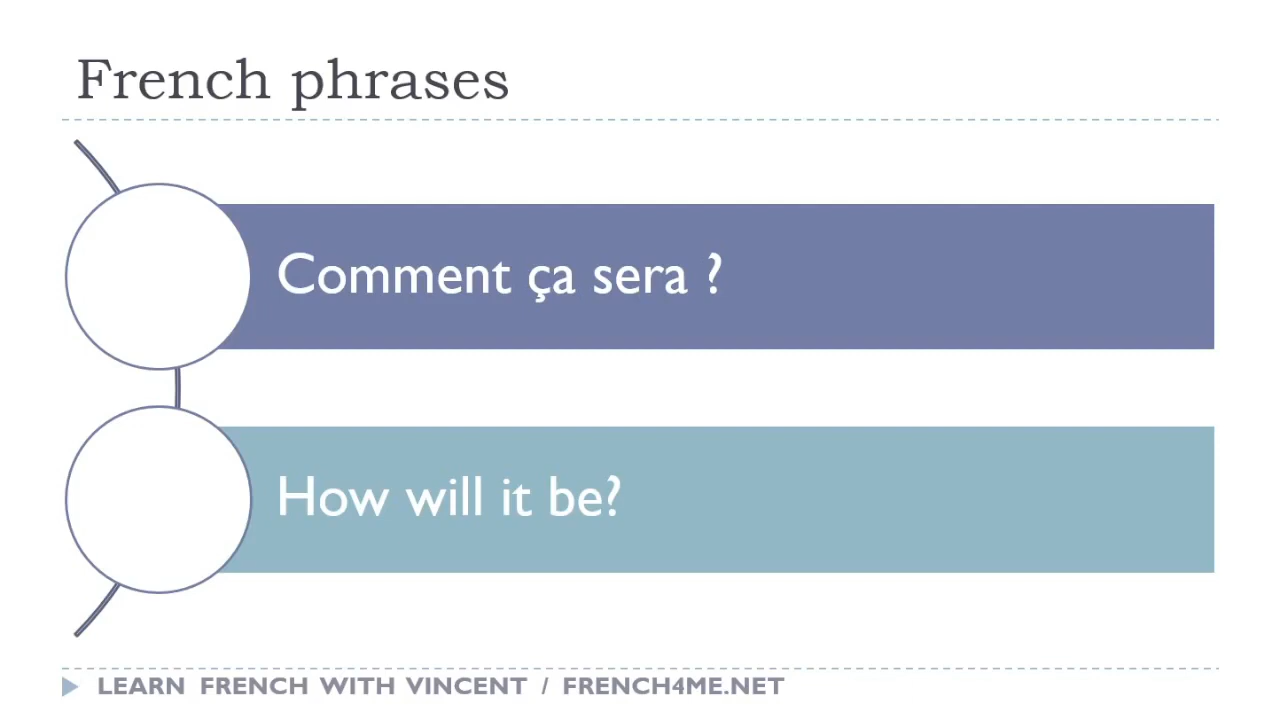 French phrases
Comment ça sera ?
How will it be?
LEARN FRENCH WITH VINCENT / FRENCH4ME.NET